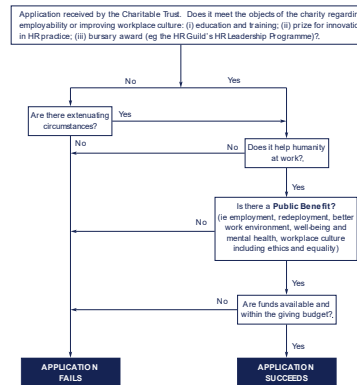 Application received by the Charitable Trust. Does it meet the objects of the charity regarding
employability or improving workplace culture: (i) education and training; (ii) prize for innovation
in HR practice; (iii) bursary award (eg the HR Guild's HR Leadership Programme)?.
No
Yes
Are there extenuating
circumstances?
Yes
No
No
Does it help humanity
at work?.
Yes
Is there a Public Benefit?
(ie employment, redeployment, better
work environment, well-being and
mental health, workplace culture
including ethics and equality)
No
Yes
No
Are funds available and
within the giving budget?.
Yes
APPLICATION
FAILS
APPLICATION
SUCCEEDS